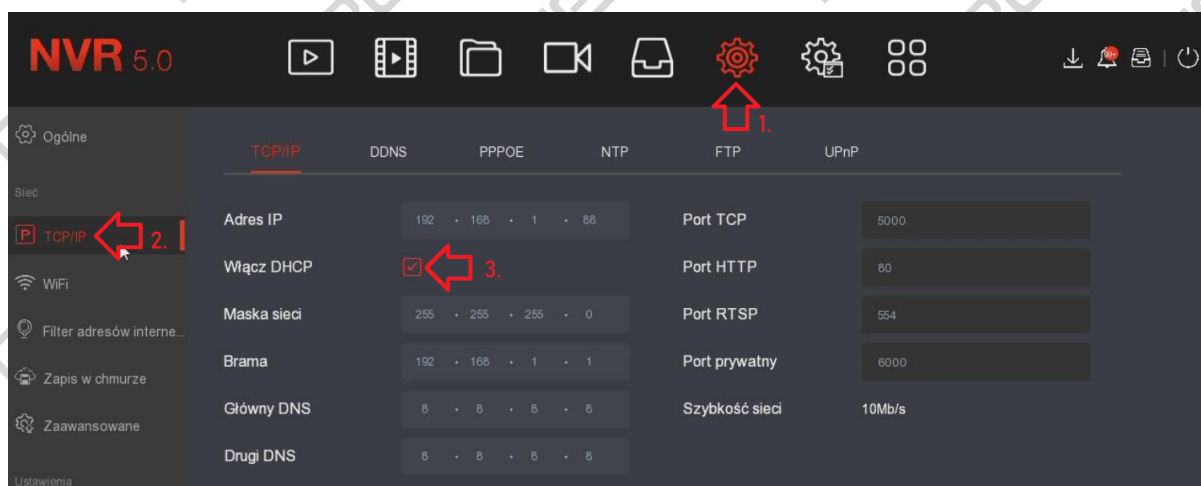 NVR 5.0
99+
1.
Ogólne
TCP/IP DDNS PPPOE NTP FTP UPnP
Sieć
Adres IP 192 . 168 . 1 . 88 Port TCP 5000
P TCP/IP 2.
Włącz DHCP 3. Port HTTP 80
WiFi
Maska sieci 255 . 255 . 255 . 0 Port RTSP 554
Filter adresów interne...
Brama 192 . 168 . 1 . 1 Port prywatny 6000
Zapis w chmurze
Główny DNS 8 . 8 . 8 . 8 Szybkość sieci 10Mb/s
Zaawansowane
Drugi DNS 8 . 8 . 8 . 8
Ustawienia